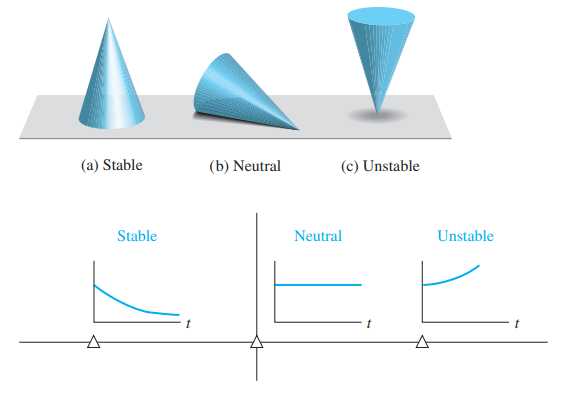 (a) Stable
(b) Neutral
(c) Unstable
Stable
Neutral
Unstable
t
t
t